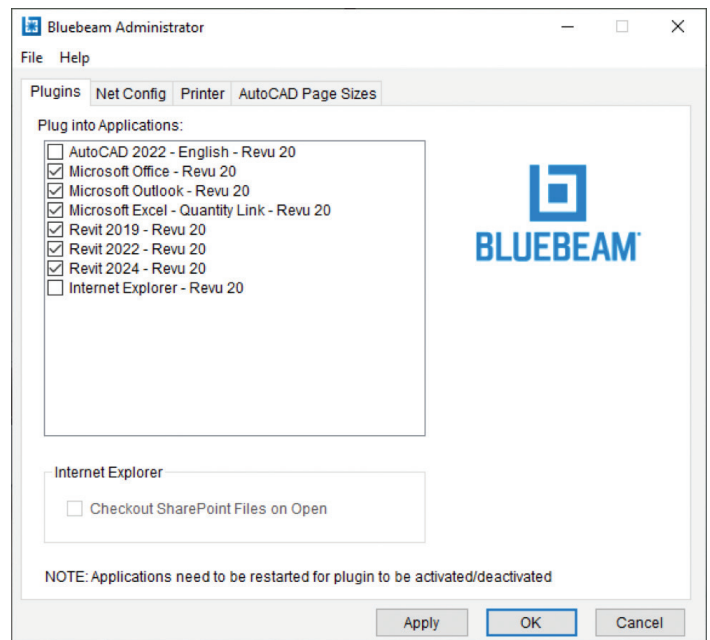 Bluebeam Administrator
File Help
Plugins Net Config Printer AutoCAD Page Sizes
Plug into Applications:
AutoCAD 2022 - English - Revu 20
Microsoft Office - Revu 20
Microsoft Outlook - Revu 20
Microsoft Excel - Quantity Link - Revu 20
Revit 2019 - Revu 20
Revit 2022 - Revu 20
Revit 2024 - Revu 20
Internet Explorer - Revu 20
BLUEBEAM
Internet Explorer
Checkout SharePoint Files on Open
NOTE: Applications need to be restarted for plugin to be activated/deactivated
Apply OK Cancel